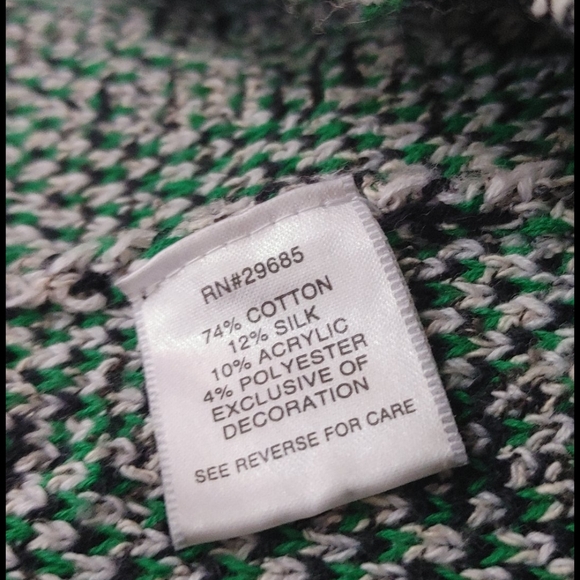 RN#29685
74% COTTON
12% SILK
10% ACRYLIC
4% POLYESTER
EXCLUSIVE OF
DECORATION
SEE REVERSE FOR CARE